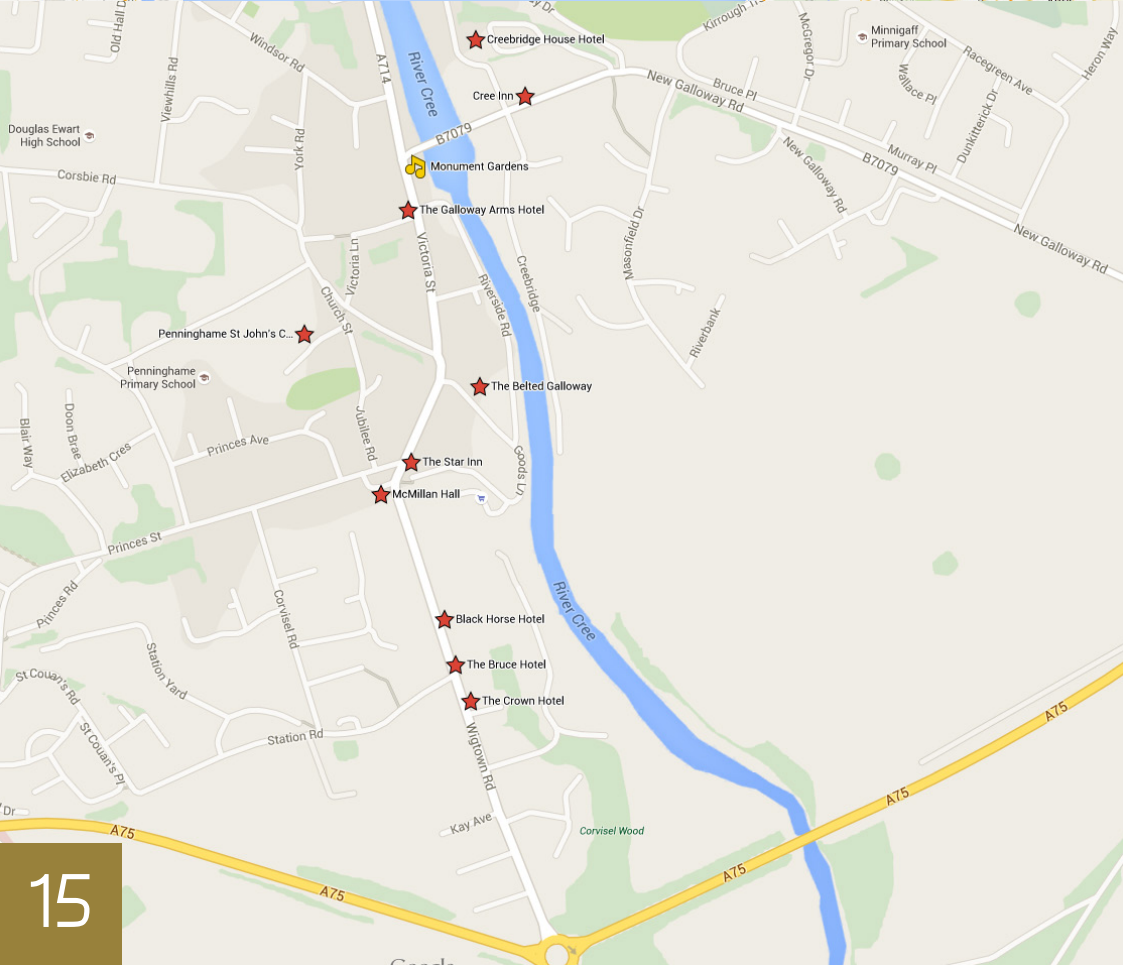 Old Hall D
Windsor Rd
A714
River Cree
by Dr
Creebridge House Hotel
Kirrough Tr
McGregor Dr
Minnigaff
Primary School
Racegreen Ave
Heron Way
Viewhills Rd
Cree Inn
New Galloway Rd
Bruce Pl
Wallace Pl
Dunkitterick Dr
Douglas Ewart
High School
York Rd
B7079
Murray Pl
B7079
New Galloway Rd
Corsbie Rd
Monument Gardens
The Galloway Arms Hotel
Masonfield Dr
New Galloway Rd
Victoria Ln
Victoria St
Creebridge
Riverside Rd
Church St
Riverbank
Penninghame St John's C...
Penninghame
Primary School
The Belted Galloway
Blair Way
Doon Brae
Jubilee Rd
Princes Ave
Elizabeth Cres
The Star Inn
Goods Ln
McMillan Hall
Princes St
Princes Rd
Corvisel Rd
River Cree
Black Horse Hotel
Station Yard
The Bruce Hotel
St Couan's Rd
The Crown Hotel
St Couan's Pl
Station Rd
Wigtown Rd
A75
A75
Dr
A75
Kay Ave
Corvisel Wood
A75
A75
15
Google